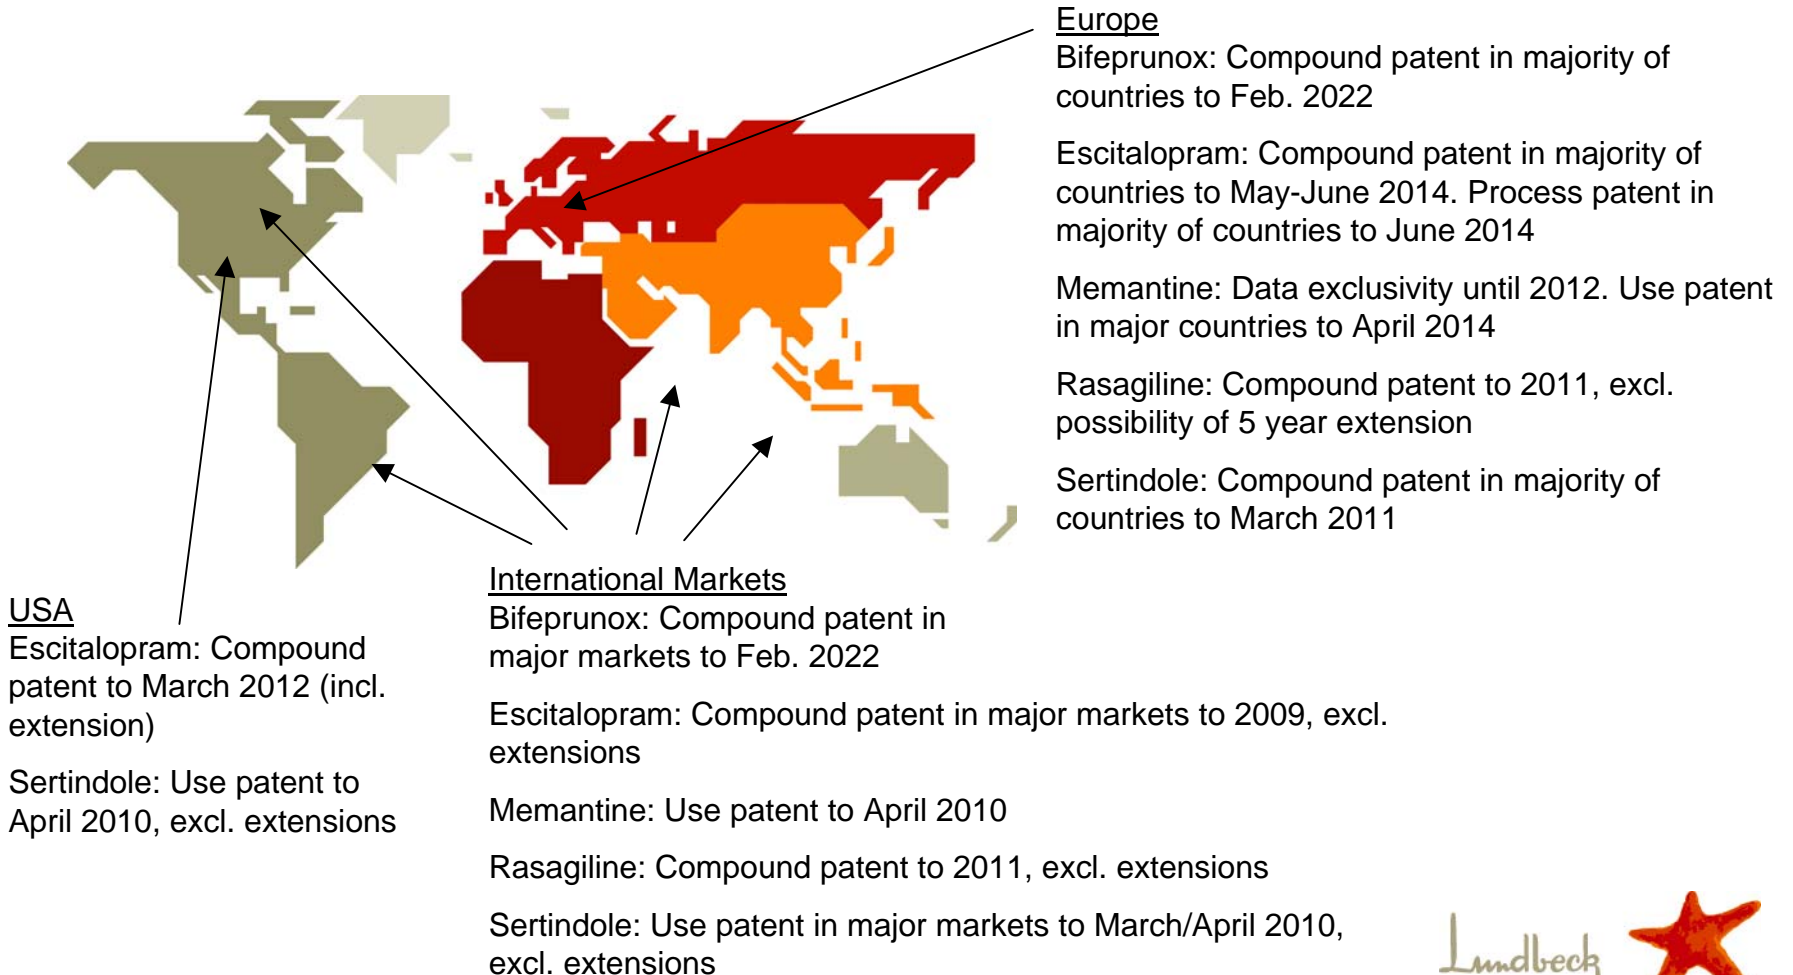 Europe
Bifeprunox: Compound patent in majority of
countries to Feb. 2022
Escitalopram: Compound patent in majority of
countries to May-June 2014. Process patent in
majority of countries to June 2014
Memantine: Data exclusivity until 2012. Use patent
in major countries to April 2014
Rasagiline: Compound patent to 2011, excl.
possibility of 5 year extension
Sertindole: Compound patent in majority of
countries to March 2011
USA
Escitalopram: Compound
patent to March 2012 (incl.
extension)
Sertindole: Use patent to
April 2010, excl. extensions
International Markets
Bifeprunox: Compound patent in
major markets to Feb. 2022
Escitalopram: Compound patent in major markets to 2009, excl.
extensions
Memantine: Use patent to April 2010
Rasagiline: Compound patent to 2011, excl. extensions
Sertindole: Use patent in major markets to March/April 2010,
excl. extensions
Lundbeck